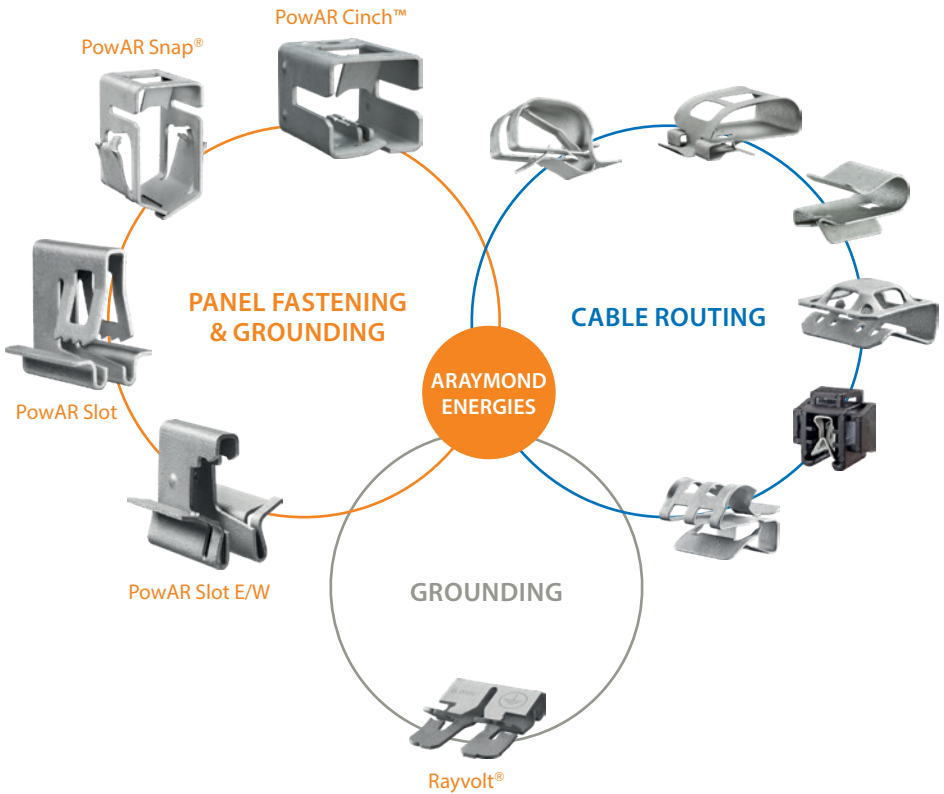 PowAR Cinch™
PowAR Snap®
PANEL FASTENING
& GROUNDING
CABLE ROUTING
ARAYMOND
ENERGIES
PowAR Slot
PowAR Slot E/W
GROUNDING
Rayvolt®